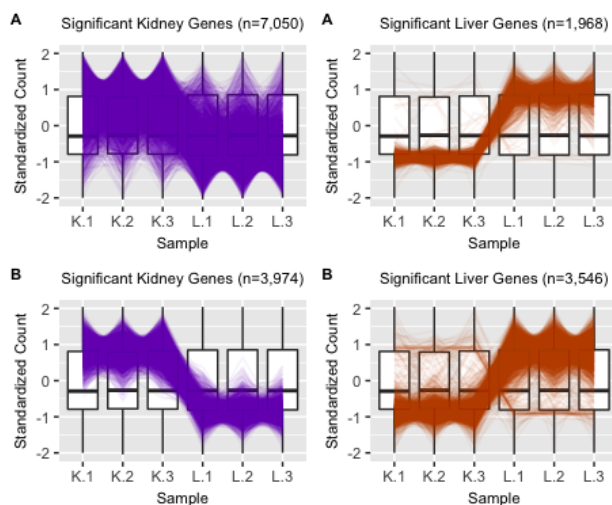 A Significant Kidney Genes (n=7,050)
Standardized Count
2
1
0
-1
-2
K.1 K.2 K.3 L.1 L.2 L.3
Sample
A Significant Liver Genes (n=1,968)
Standardized Count
2
1
0
-1
-2
K.1 K.2 K.3 L.1 L.2 L.3
Sample
B Significant Kidney Genes (n=3,974)
Standardized Count
2
1
0
-1
-2
K.1 K.2 K.3 L.1 L.2 L.3
Sample
B Significant Liver Genes (n=3,546)
Standardized Count
2
1
0
-1
-2
K.1 K.2 K.3 L.1 L.2 L.3
Sample